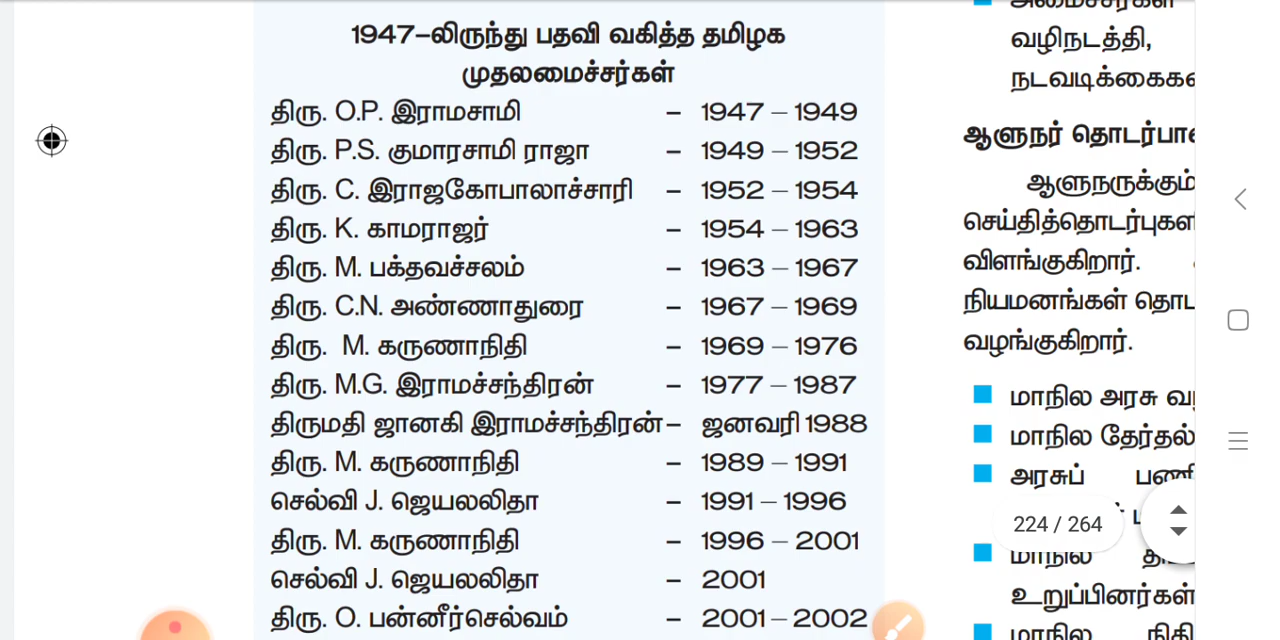 1947–லிருந்து பதவி வகித்த தமிழக
முதலமைச்சர்கள்
திரு. O.P. இராமசாமி – 1947 – 1949
திரு. P.S. குமாரசாமி ராஜா – 1949 – 1952
திரு. C. இராஜகோபாலாச்சாரி – 1952 – 1954
திரு. K. காமராஜர் – 1954 – 1963
திரு. M. பக்தவச்சலம் – 1963 – 1967
திரு. C.N. அண்ணாதுரை – 1967 – 1969
திரு. M. கருணாநிதி – 1969 – 1976
திரு. M.G. இராமச்சந்திரன் – 1977 – 1987
திருமதி ஜானகி இராமச்சந்திரன் – ஜனவரி 1988
திரு. M. கருணாநிதி – 1989 – 1991
செல்வி J. ஜெயலலிதா – 1991 – 1996
திரு. M. கருணாநிதி – 1996 – 2001
செல்வி J. ஜெயலலிதா – 2001
திரு. O. பன்னீர்செல்வம் – 2001 – 2002
வழிநடத்தி,
ஆளுநர்
ஆளுநருக்கும்
விளங்குகிறார்.
நியமனங்கள்
வழங்குகிறார்.
மாநில அரசு
மாநில தேர்தல்
அரசுப்
224 / 264
மாநில
உறுப்பினர்கள்
மாநில